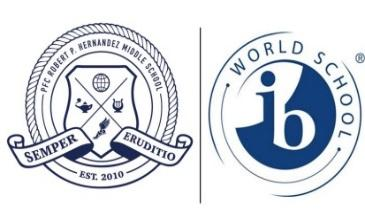 PFC ROBERT P. HERNANDEZ MIDDLE SCHOOL
SEMPER ERUDITIO
EST. 2010
WORLD SCHOOL
ib
®